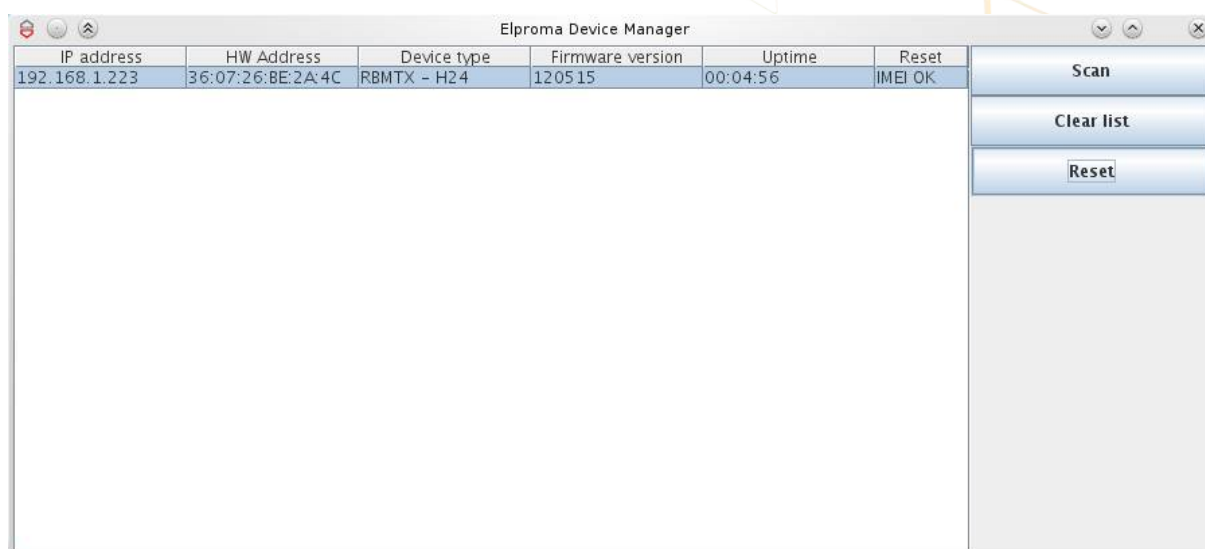 Elproma Device Manager
IP address HW Address Device type Firmware version Uptime Reset
192.168.1.223 36:07:26:BE:2A:4C RBMTX - H24 120515 00:04:56 IMEI OK
Scan
Clear list
Reset